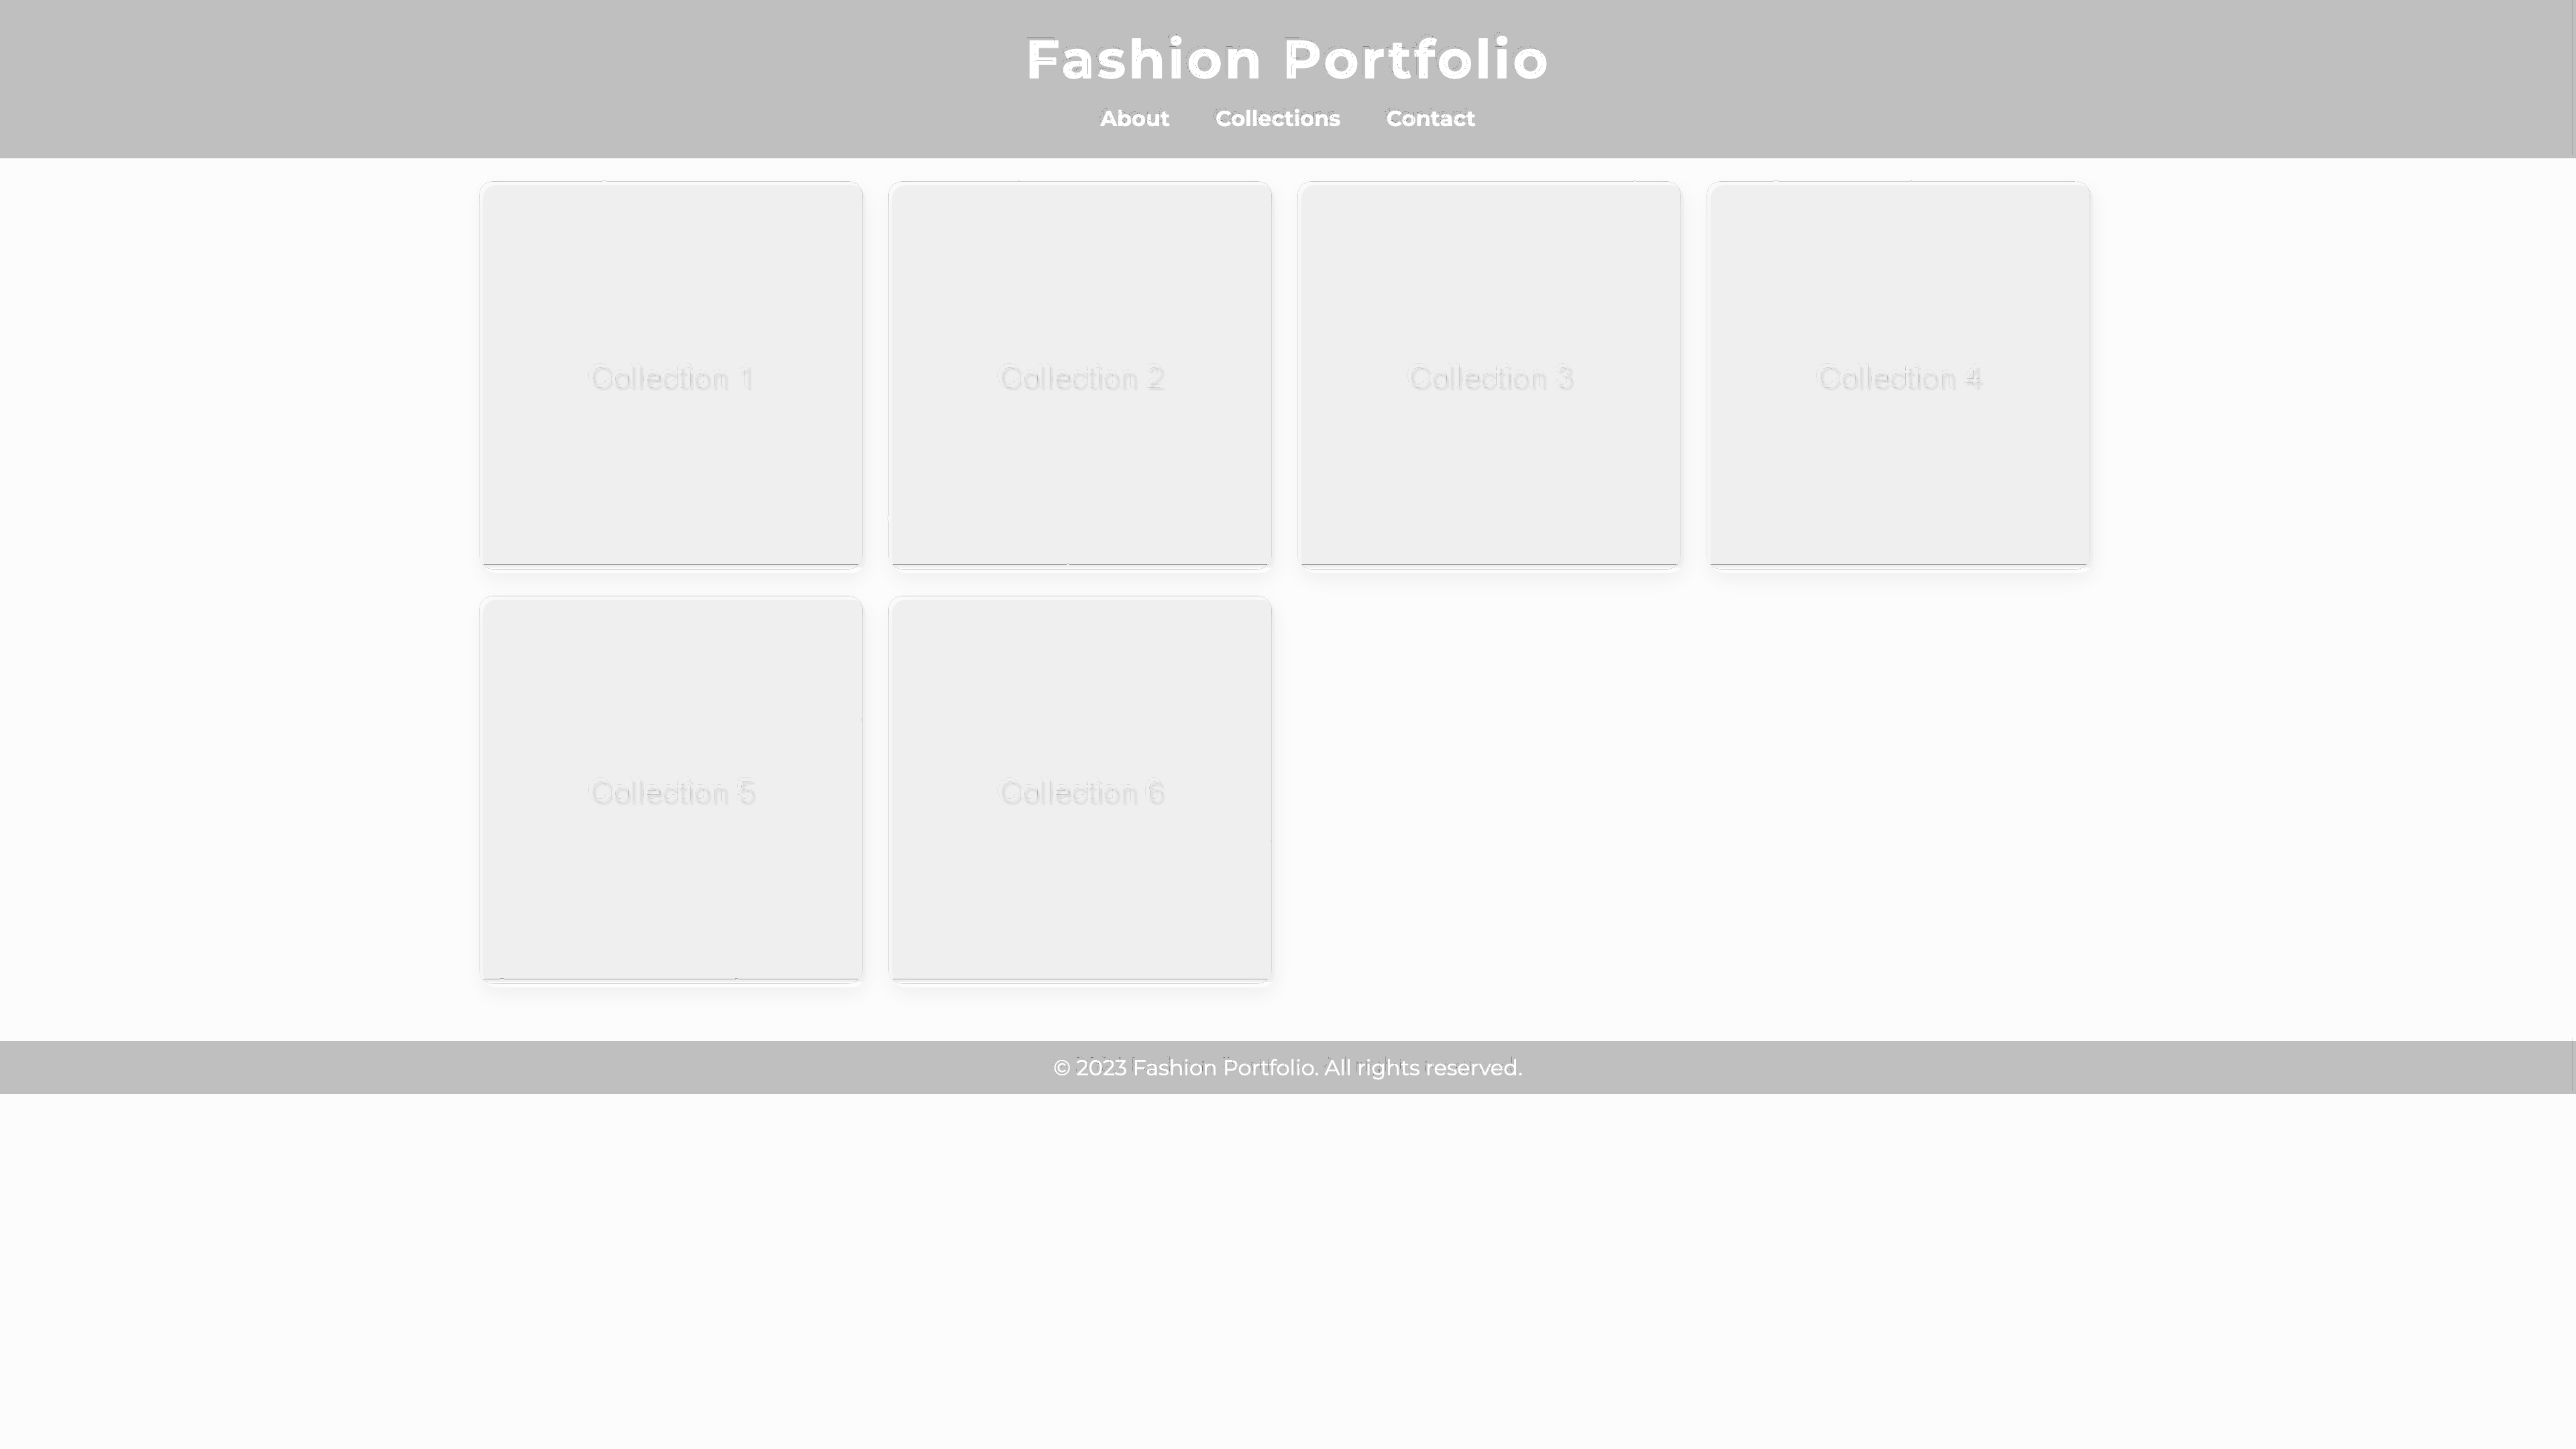 Fashion Portfolio
About Collections Contact
Collection 1 Collection 2 Collection 3 Collection 4
Collection 5 Collection 6
© 2023 Fashion Portfolio. All rights reserved.